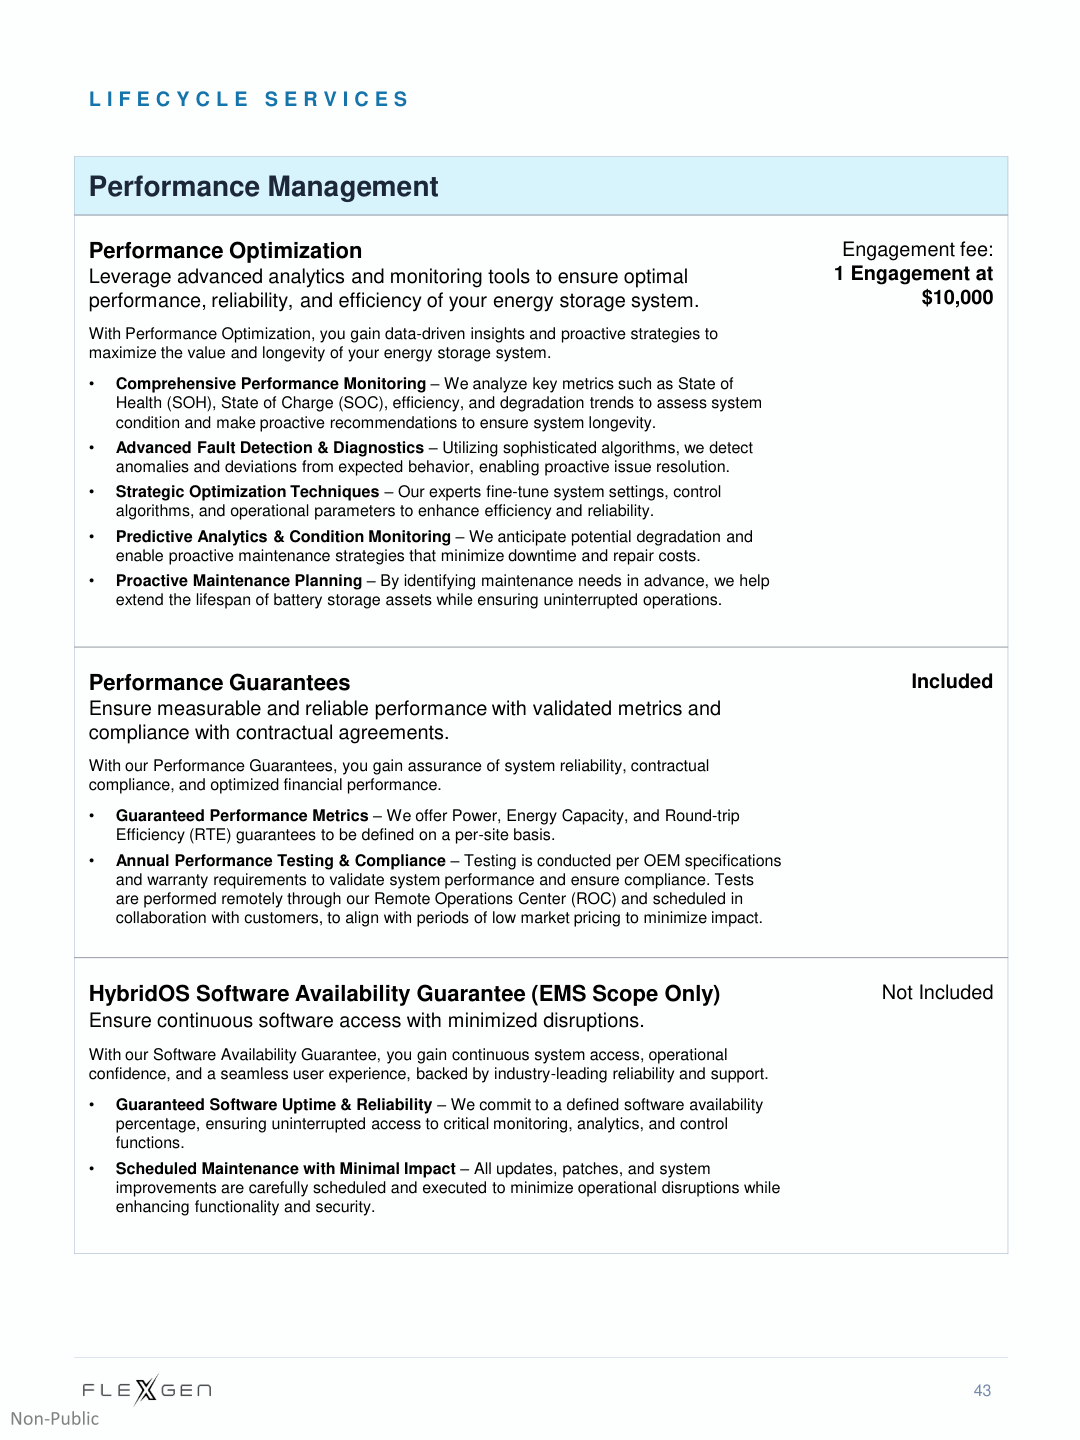 LIFECYCLE SERVICES
Performance Management
Performance Optimization
Engagement fee:
1 Engagement at
$10,000
Leverage advanced analytics and monitoring tools to ensure optimal
performance, reliability, and efficiency of your energy storage system.
With Performance Optimization, you gain data-driven insights and proactive strategies to
maximize the value and longevity of your energy storage system.
• Comprehensive Performance Monitoring – We analyze key metrics such as State of
Health (SOH), State of Charge (SOC), efficiency, and degradation trends to assess system
condition and make proactive recommendations to ensure system longevity.
• Advanced Fault Detection & Diagnostics – Utilizing sophisticated algorithms, we detect
anomalies and deviations from expected behavior, enabling proactive issue resolution.
• Strategic Optimization Techniques – Our experts fine-tune system settings, control
algorithms, and operational parameters to enhance efficiency and reliability.
• Predictive Analytics & Condition Monitoring – We anticipate potential degradation and
enable proactive maintenance strategies that minimize downtime and repair costs.
• Proactive Maintenance Planning – By identifying maintenance needs in advance, we help
extend the lifespan of battery storage assets while ensuring uninterrupted operations.
Performance Guarantees
Included
Ensure measurable and reliable performance with validated metrics and
compliance with contractual agreements.
With our Performance Guarantees, you gain assurance of system reliability, contractual
compliance, and optimized financial performance.
• Guaranteed Performance Metrics – We offer Power, Energy Capacity, and Round-trip
Efficiency (RTE) guarantees to be defined on a per-site basis.
• Annual Performance Testing & Compliance – Testing is conducted per OEM specifications
and warranty requirements to validate system performance and ensure compliance. Tests
are performed remotely through our Remote Operations Center (ROC) and scheduled in
collaboration with customers, to align with periods of low market pricing to minimize impact.
HybridOS Software Availability Guarantee (EMS Scope Only)
Not Included
Ensure continuous software access with minimized disruptions.
With our Software Availability Guarantee, you gain continuous system access, operational
confidence, and a seamless user experience, backed by industry-leading reliability and support.
• Guaranteed Software Uptime & Reliability – We commit to a defined software availability
percentage, ensuring uninterrupted access to critical monitoring, analytics, and control
functions.
• Scheduled Maintenance with Minimal Impact – All updates, patches, and system
improvements are carefully scheduled and executed to minimize operational disruptions while
enhancing functionality and security.
FLEXGEN
43
Non-Public